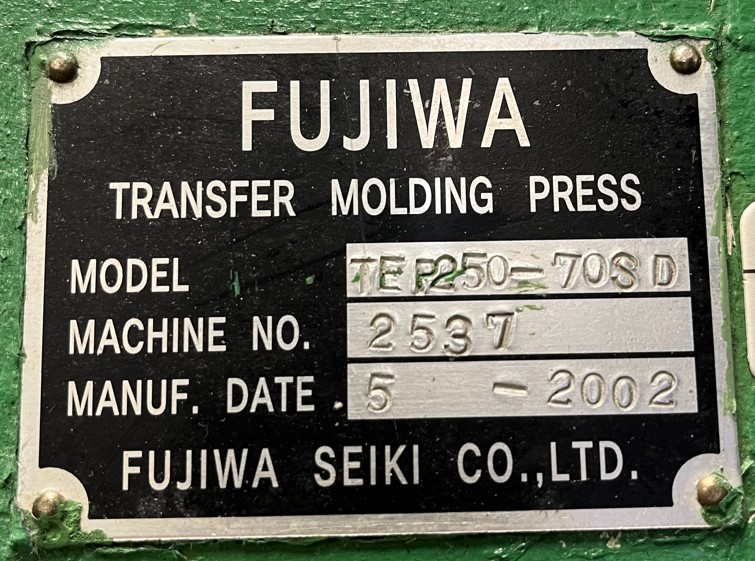 FUJIWA
TRANSFER MOLDING PRESS
MODEL TEP250-70SD
MACHINE NO. 2537
MANUF. DATE 5 - 2002
FUJIWA SEIKI CO.,LTD.